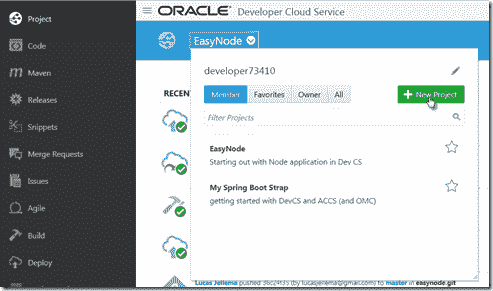 Project
Code
Maven
Releases
Snippets
Merge Requests
Issues
Agile
Build
Deploy
ORACLE Developer Cloud Service
EasyNode
RECEN
developer73410
Member Favorites Owner All
New Project
Filter Projects
EasyNode
Starting out with Node application in Dev CS
My Spring Boot Strap
getting started with DevCS and ACCS (and OMC)
Lucas Jellema pushed (lucasjellema@gmail.com) to master in easynode.git